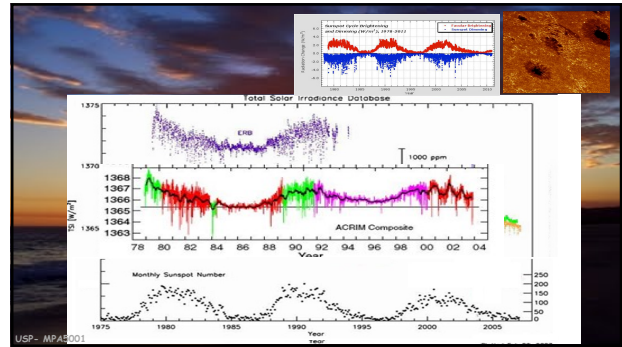 Sunspot Cycle Brightening
and Dimming (W/m²), 1978-2011
Facular Brightening
Sunspot Dimming
Total Solar Irradiance Database
1375
ERB
1370
1000 ppm
1368
1367
1366
1365
1364
1363
1365
TSI [W/m²]
ACRIM Composite
78 80 82 84 86 88 90 92 94 96 98 00 02 04
Year
Monthly Sunspot Number
250
200
150
100
50
0
1975 1980 1985 1990 1995 2000 2005
Year
Year
USP- MPA5001